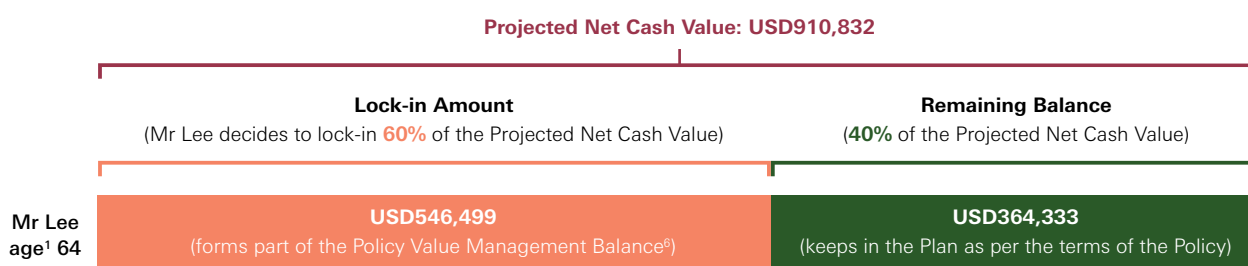 Projected Net Cash Value: USD910,832
Lock-in Amount
(Mr Lee decides to lock-in 60% of the Projected Net Cash Value)
Remaining Balance
(40% of the Projected Net Cash Value)
Mr Lee
age¹ 64
USD546,499
(forms part of the Policy Value Management Balance⁶)
USD364,333
(keeps in the Plan as per the terms of the Policy)